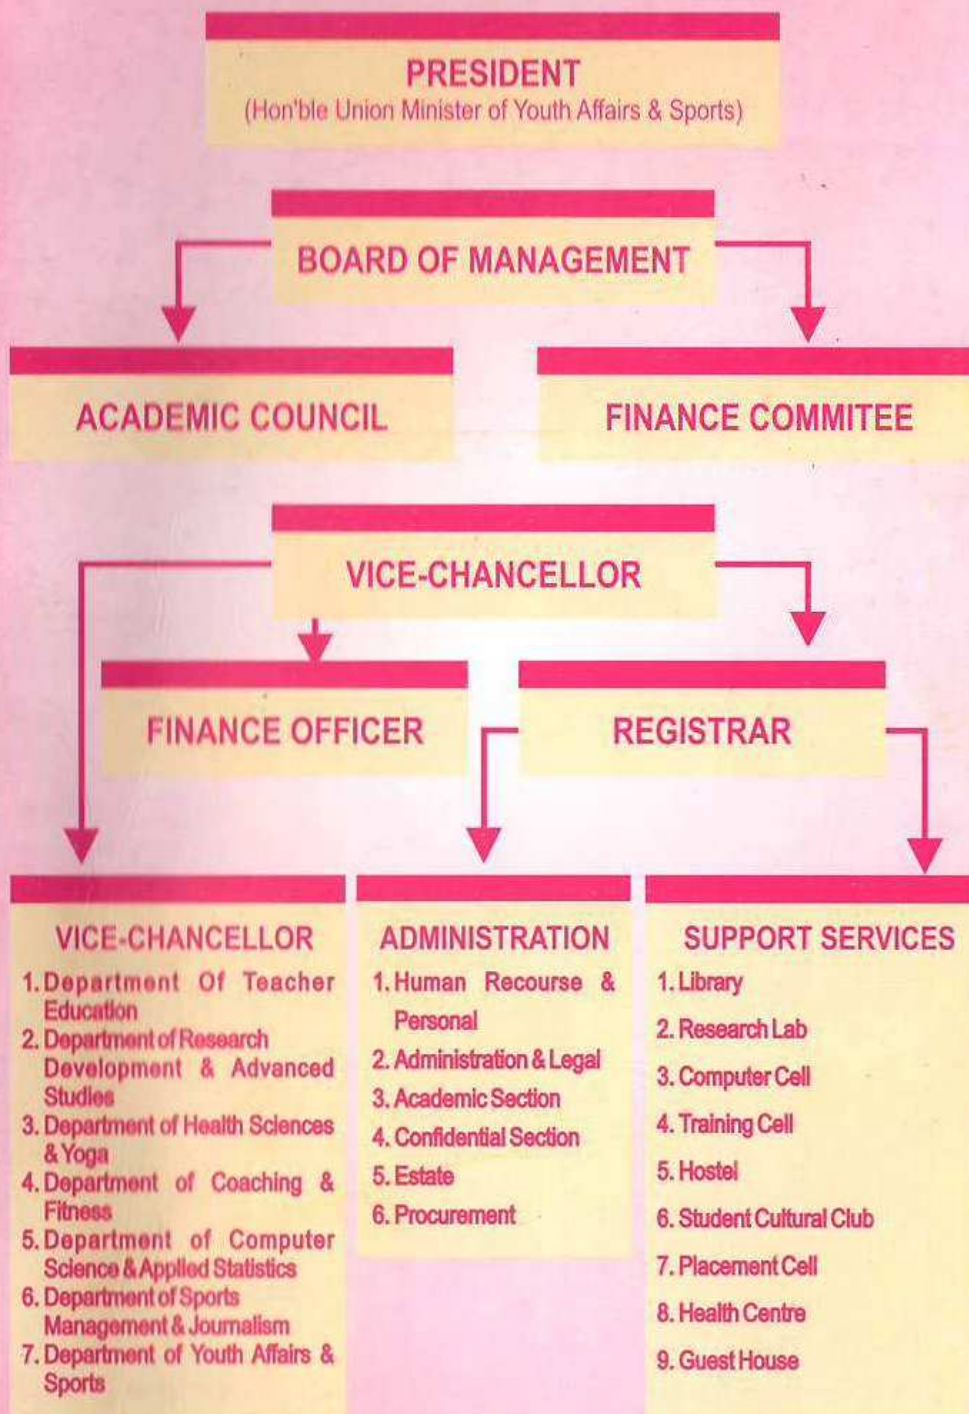 PRESIDENT
(Hon'ble Union Minister of Youth Affairs & Sports)
BOARD OF MANAGEMENT
ACADEMIC COUNCIL
FINANCE COMMITEE
VICE-CHANCELLOR
FINANCE OFFICER
REGISTRAR
VICE-CHANCELLOR
1. Department Of Teacher
Education
2. Department of Research
Development & Advanced
Studies
3. Department of Health Sciences
& Yoga
4. Department of Coaching &
Fitness
5. Department of Computer
Science & Applied Statistics
6. Department of Sports
Management & Journalism
7. Department of Youth Affairs &
Sports
ADMINISTRATION
1. Human Recourse &
Personal
2. Administration & Legal
3. Academic Section
4. Confidential Section
5. Estate
6. Procurement
SUPPORT SERVICES
1. Library
2. Research Lab
3. Computer Cell
4. Training Cell
5. Hostel
6. Student Cultural Club
7. Placement Cell
8. Health Centre
9. Guest House